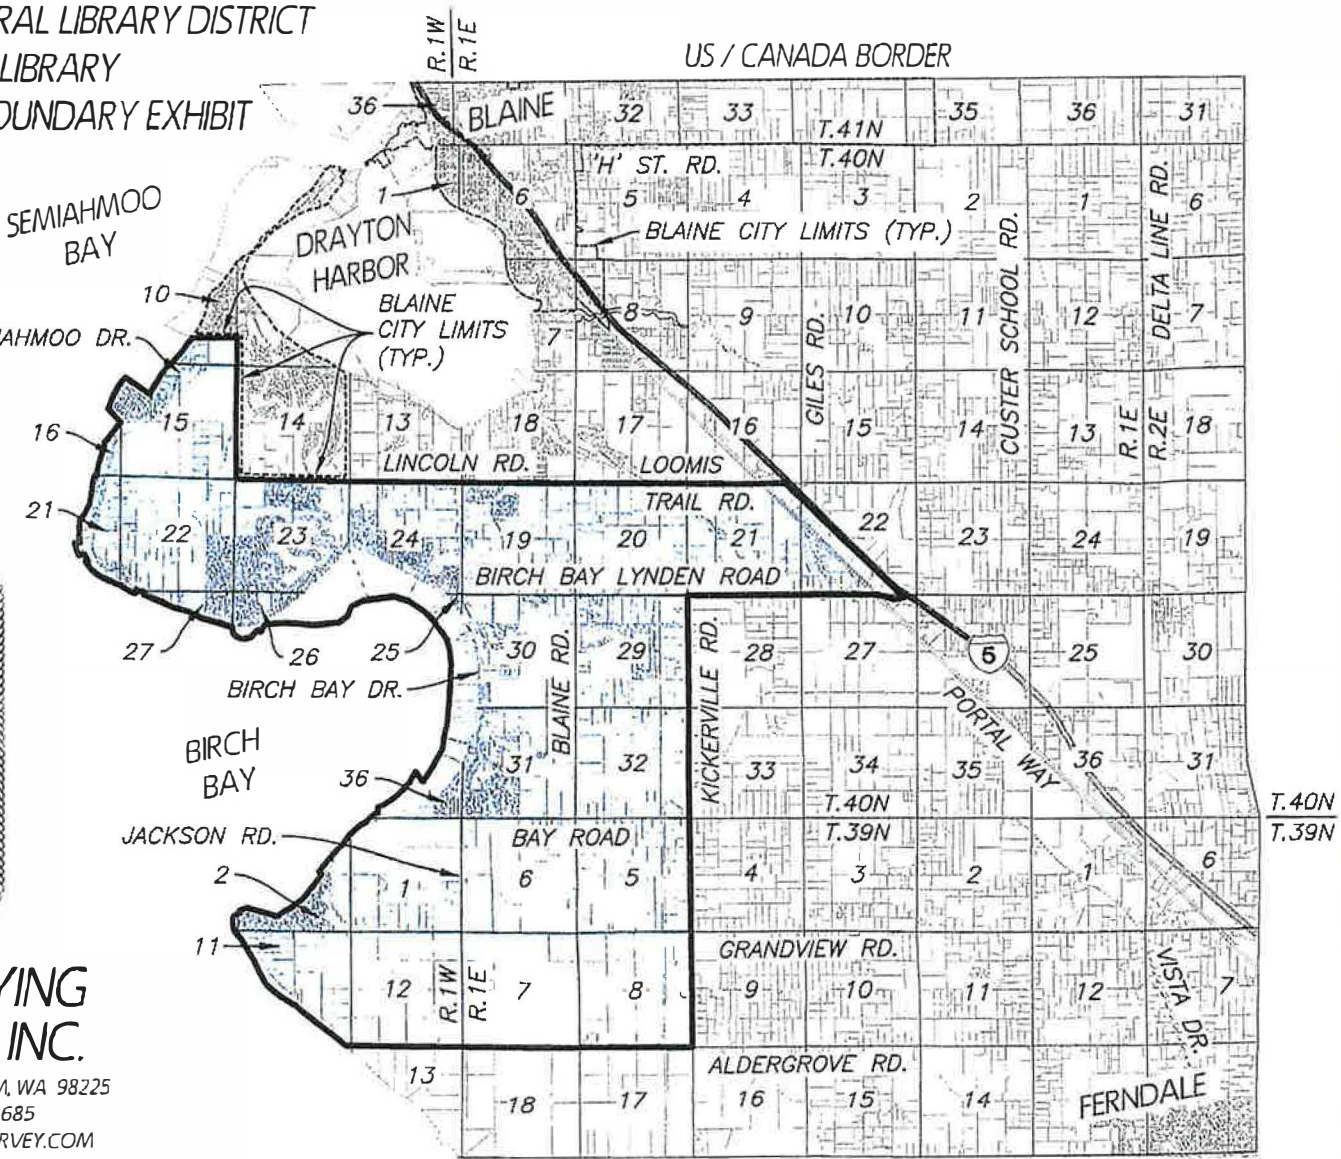 RAL LIBRARY DISTRICT
LIBRARY
OUNDARY EXHIBIT
R.1W
R.1E
US / CANADA BORDER
36
BLAINE
32
33
35
36
31
T.41N
T.40N
'H' ST. RD.
1
6
5
4
3
2
1
6
BLAINE CITY LIMITS (TYP.)
SEMIAHMOO
BAY
DRAYTON
HARBOR
10
BLAINE
CITY LIMITS
(TYP.)
7
8
9
10
11
12
7
GILES RD.
CUSTER SCHOOL RD.
DELTA LINE RD.
AHMOO DR.
16
15
14
13
18
17
16
15
14
13
18
R.1E
R.2E
LINCOLN RD.
LOOMIS
TRAIL RD.
21
22
23
24
19
20
21
22
23
24
19
BIRCH BAY LYNDEN ROAD
27
26
25
30
29
28
27
25
30
5
BIRCH BAY DR.
BLAINE RD.
KICKERVILLE RD.
PORTAL WAY
BIRCH
BAY
36
31
32
33
34
35
36
31
T.40N
T.39N
T.40N
T.39N
JACKSON RD.
BAY ROAD
2
1
6
5
4
3
2
1
6
11
GRANDVIEW RD.
12
R.1W
R.1E
7
8
9
10
11
12
7
VISTA DR.
YING
INC.
ALDERGROVE RD.
13
18
17
16
15
14
FERNDALE
M, WA 98225
685
RVEY.COM